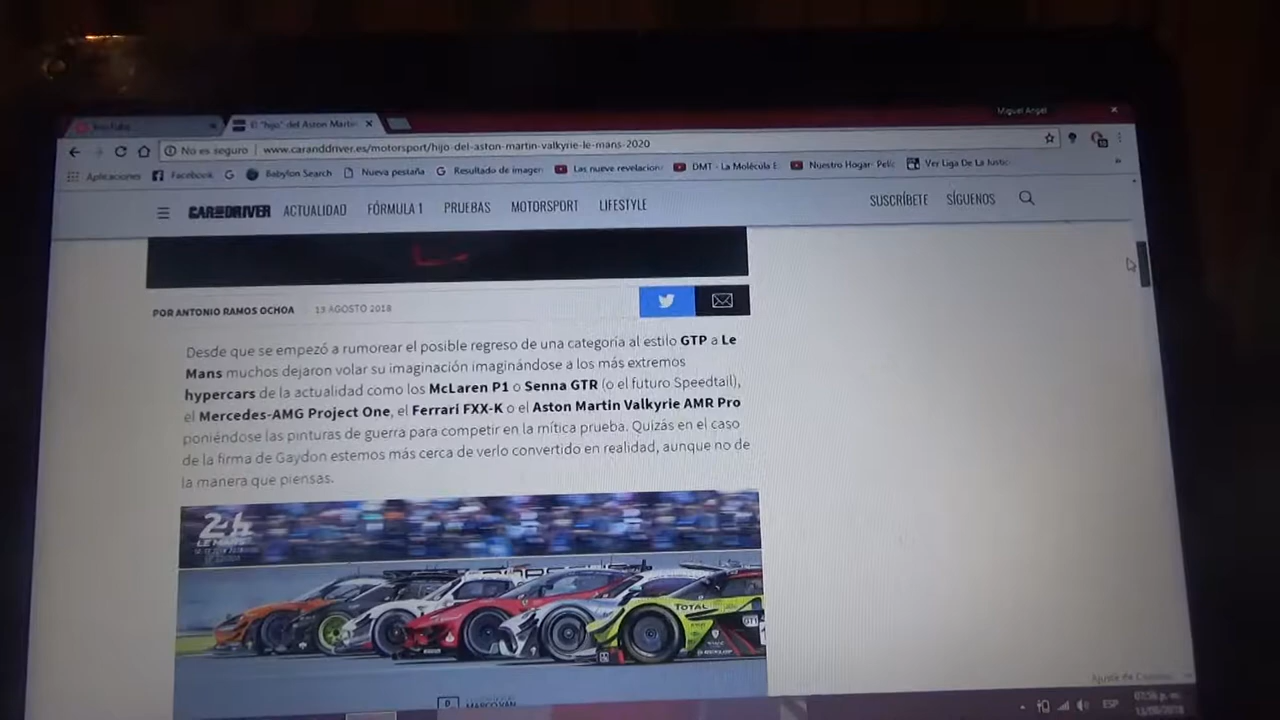 Miguel Angel
YouTube
El "hijo" del Aston Martin
No es seguro | www.caranddriver.es/motorsport/hijo-del-aston-martin-valkyrie-le-mans-2020
Aplicaciones Facebook Babylon Search Nueva pestaña Resultado de imagen Las nueve revelacion DMT - La Molécula E Nuestro Hogar- Pelíc Ver Liga De La Justic
CAR AND DRIVER ACTUALIDAD FÓRMULA 1 PRUEBAS MOTORSPORT LIFESTYLE SUSCRÍBETE SÍGUENOS
POR ANTONIO RAMOS OCHOA 13 AGOSTO 2018
Desde que se empezó a rumorear el posible regreso de una categoría al estilo GTP a Le
Mans muchos dejaron volar su imaginación imaginándose a los más extremos
hypercars de la actualidad como los McLaren P1 o Senna GTR (o el futuro Speedtail),
el Mercedes-AMG Project One, el Ferrari FXX-K o el Aston Martin Valkyrie AMR Pro
poniéndose las pinturas de guerra para competir en la mítica prueba. Quizás en el caso
de la firma de Gaydon estemos más cerca de verlo convertido en realidad, aunque no de
la manera que piensas.
24
LE MANS
TOTAL
ESP
07:56 p. m.
13/08/2018